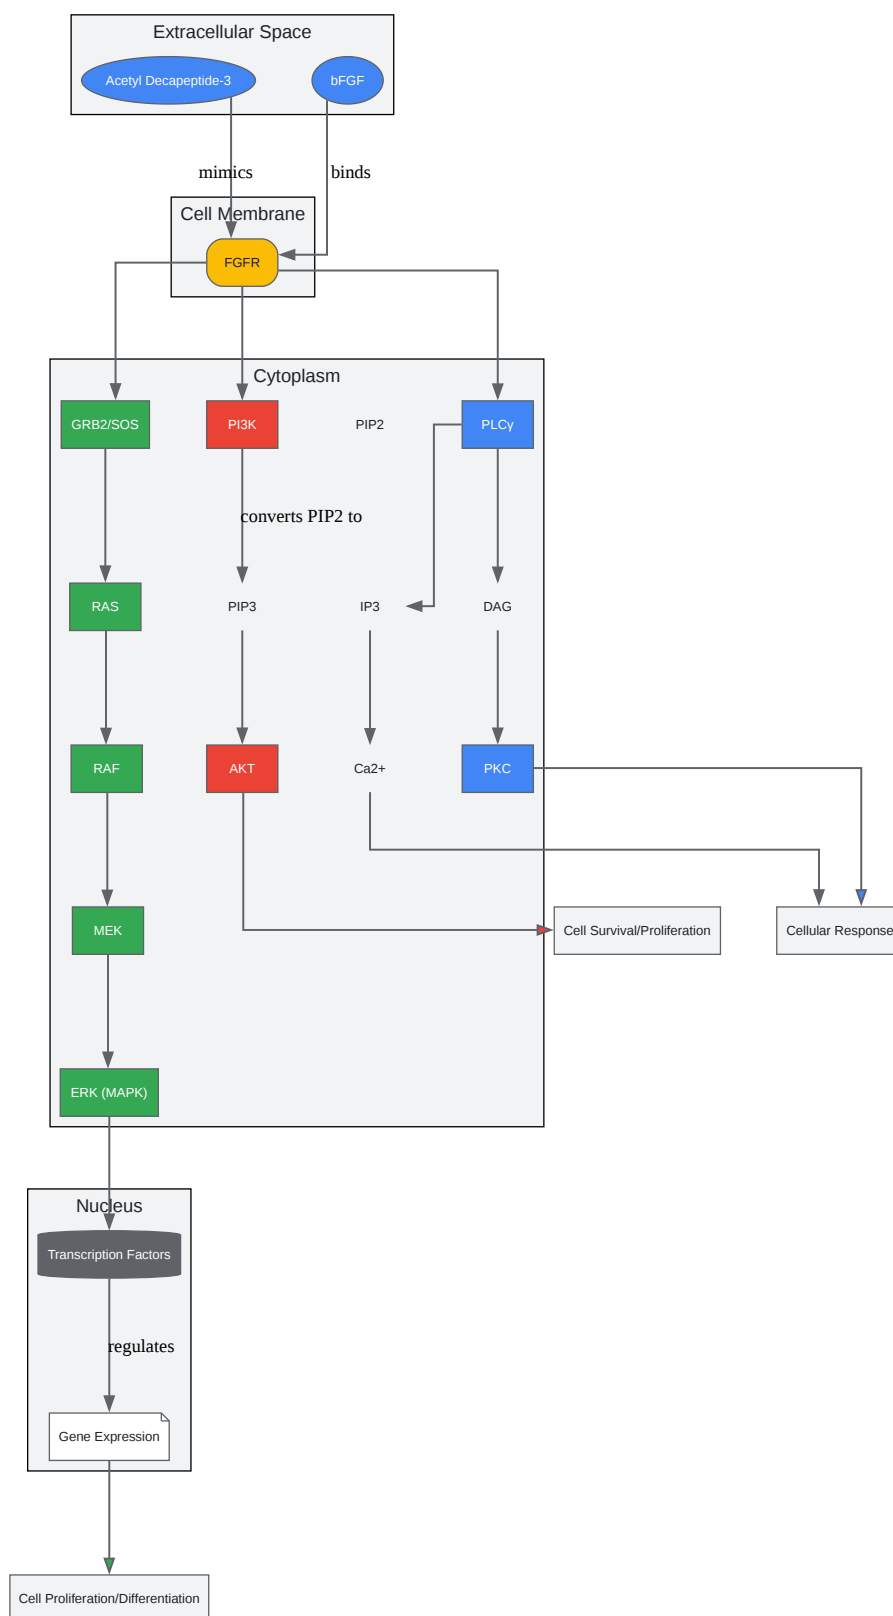 Extracellular Space
Acetyl Decapeptide-3
bFGF
mimics
binds
Cell Membrane
FGFR
Cytoplasm
GRB2/SOS
PI3K
PIP2
PLCγ
converts PIP2 to
RAS
PIP3
IP3
DAG
RAF
AKT
Ca2+
PKC
MEK
Cell Survival/Proliferation
Cellular Response
ERK (MAPK)
Nucleus
Transcription Factors
regulates
Gene Expression
Cell Proliferation/Differentiation